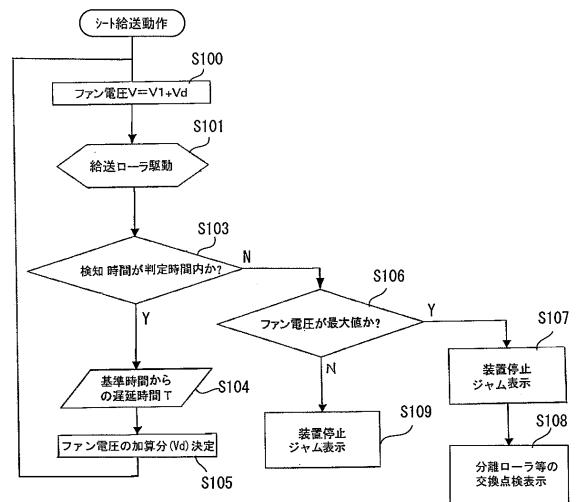 シート給送動作
S100
ファン電圧V=V1+Vd
S101
給送ローラ駆動
S103
検知時間が判定時間内か?
N
Y
S106
ファン電圧が最大値か?
Y
N
S107
装置停止
ジャム表示
基準時間から
の遅延時間T
S104
S109
装置停止
ジャム表示
S108
分離ローラ等の
交換点検表示
ファン電圧の加算分(Vd)決定
S105